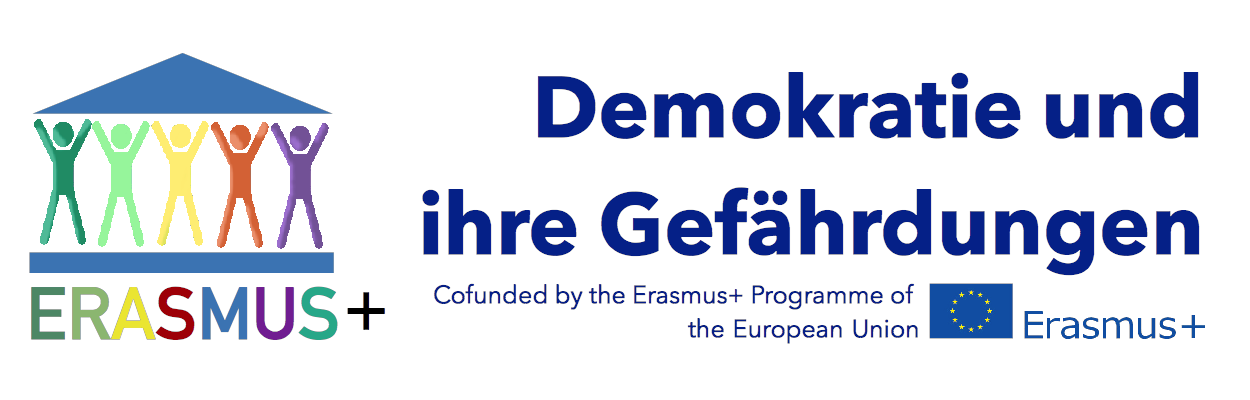 ERASMUS+
Demokratie und
ihre Gefährdungen
Cofunded by the Erasmus+ Programme of
the European Union
Erasmus+